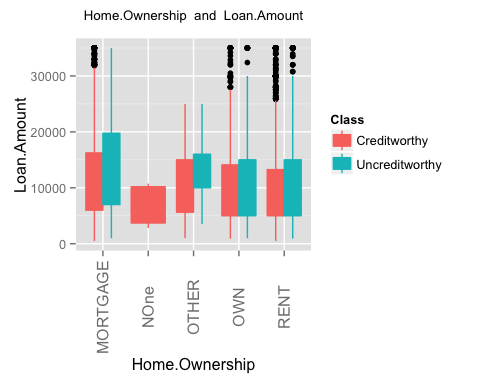 Home.Ownership and Loan.Amount
Loan.Amount
30000
20000
10000
0
MORTGAGE
NOne
OTHER
OWN
RENT
Home.Ownership
Class
Creditworthy
Uncreditworthy